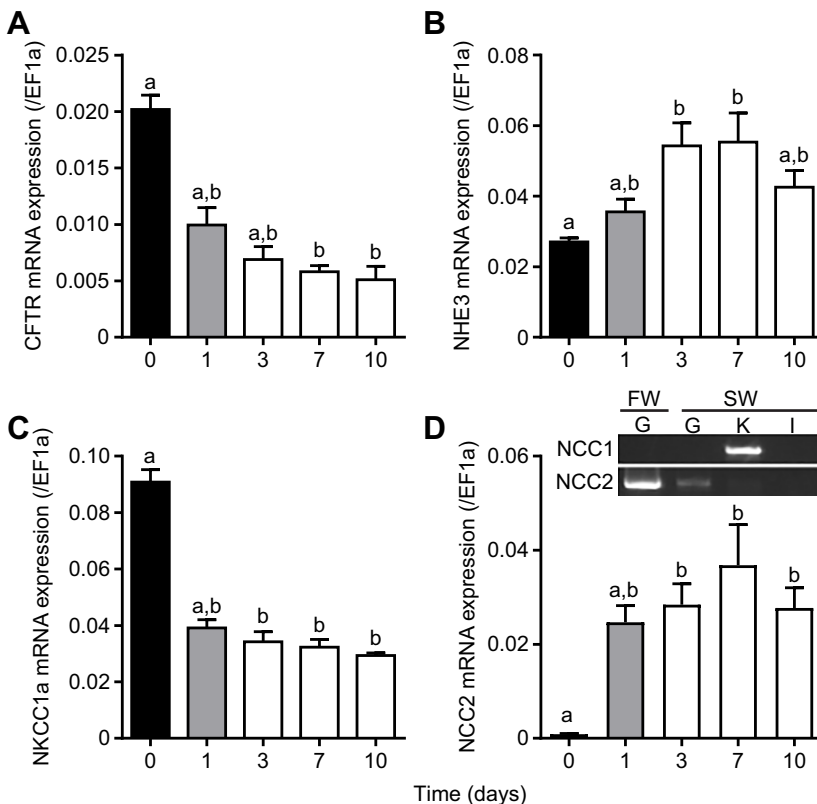 A
CFTR mRNA expression (/EF1a)
0.025
0.020
0.015
0.010
0.005
0
a
a,b
a,b
b
b
0 1 3 7 10
B
NHE3 mRNA expression (/EF1a)
0.08
0.06
0.04
0.02
0
a
a,b
b
b
a,b
0 1 3 7 10
C
NKCC1a mRNA expression (/EF1a)
0.10
0.08
0.06
0.04
0.02
0
a
a,b
b
b
b
0 1 3 7 10
D
FW SW
G G K I
NCC1
NCC2
NCC2 mRNA expression (/EF1a)
0.06
0.04
0.02
0
a
a,b
b
b
b
0 1 3 7 10
Time (days)